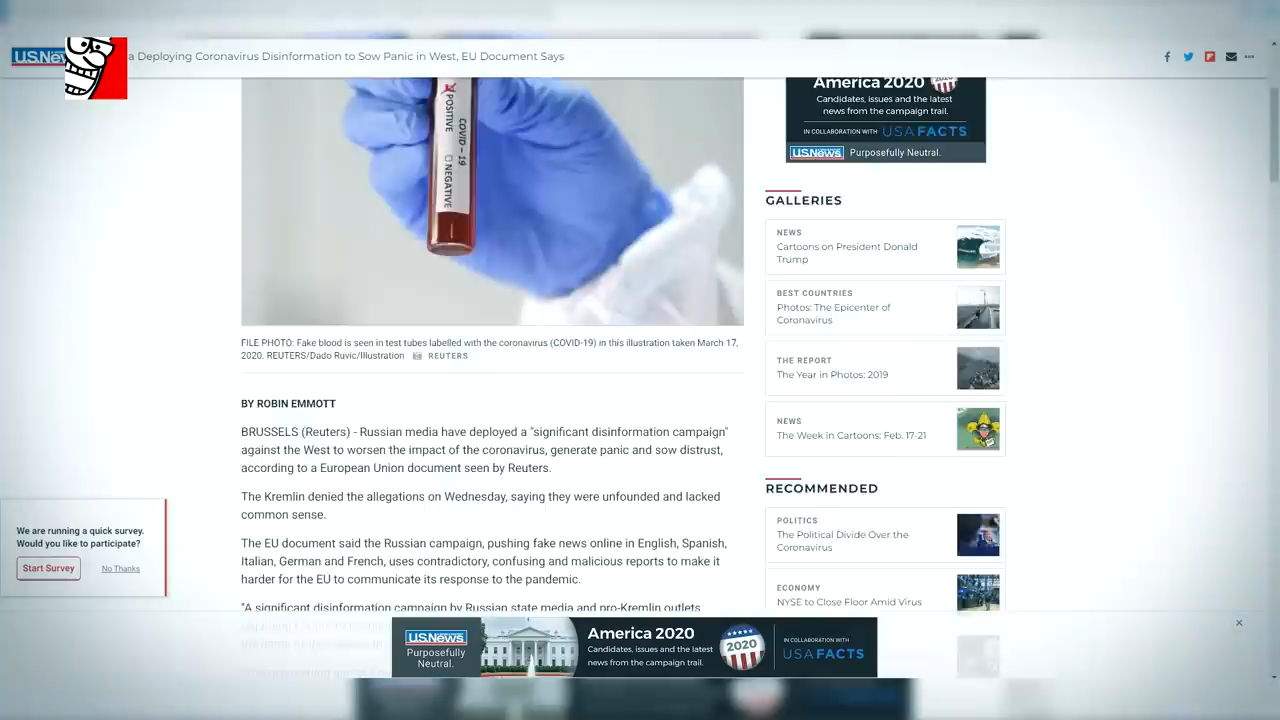 U.S.News
a Deploying Coronavirus Disinformation to Sow Panic in West, EU Document Says
POSITIVE
NEGATIVE
COVID-19
FILE PHOTO: Fake blood is seen in test tubes labelled with the coronavirus (COVID-19) in this illustration taken March 17,
2020. REUTERS/Dado Ruvic/Illustration REUTERS
BY ROBIN EMMOTT
BRUSSELS (Reuters) - Russian media have deployed a "significant disinformation campaign"
against the West to worsen the impact of the coronavirus, generate panic and sow distrust,
according to a European Union document seen by Reuters.
The Kremlin denied the allegations on Wednesday, saying they were unfounded and lacked
common sense.
The EU document said the Russian campaign, pushing fake news online in English, Spanish,
Italian, German and French, uses contradictory, confusing and malicious reports to make it
harder for the EU to communicate its response to the pandemic.
"A significant disinformation campaign by Russian state media and pro-Kremlin outlets
America 2020
Candidates, issues and the latest
news from the campaign trail.
IN COLLABORATION WITH USAFACTS
U.S.News Purposefully Neutral.
GALLERIES
NEWS
Cartoons on President Donald
Trump
BEST COUNTRIES
Photos: The Epicenter of
Coronavirus
THE REPORT
The Year in Photos: 2019
NEWS
The Week in Cartoons: Feb. 17-21
RECOMMENDED
POLITICS
The Political Divide Over the
Coronavirus
ECONOMY
NYSE to Close Floor Amid Virus
We are running a quick survey.
Would you like to participate?
Start Survey No Thanks
U.S.News
Purposefully
Neutral.
America 2020
Candidates, issues and the latest
news from the campaign trail.
2020
IN COLLABORATION WITH
USAFACTS